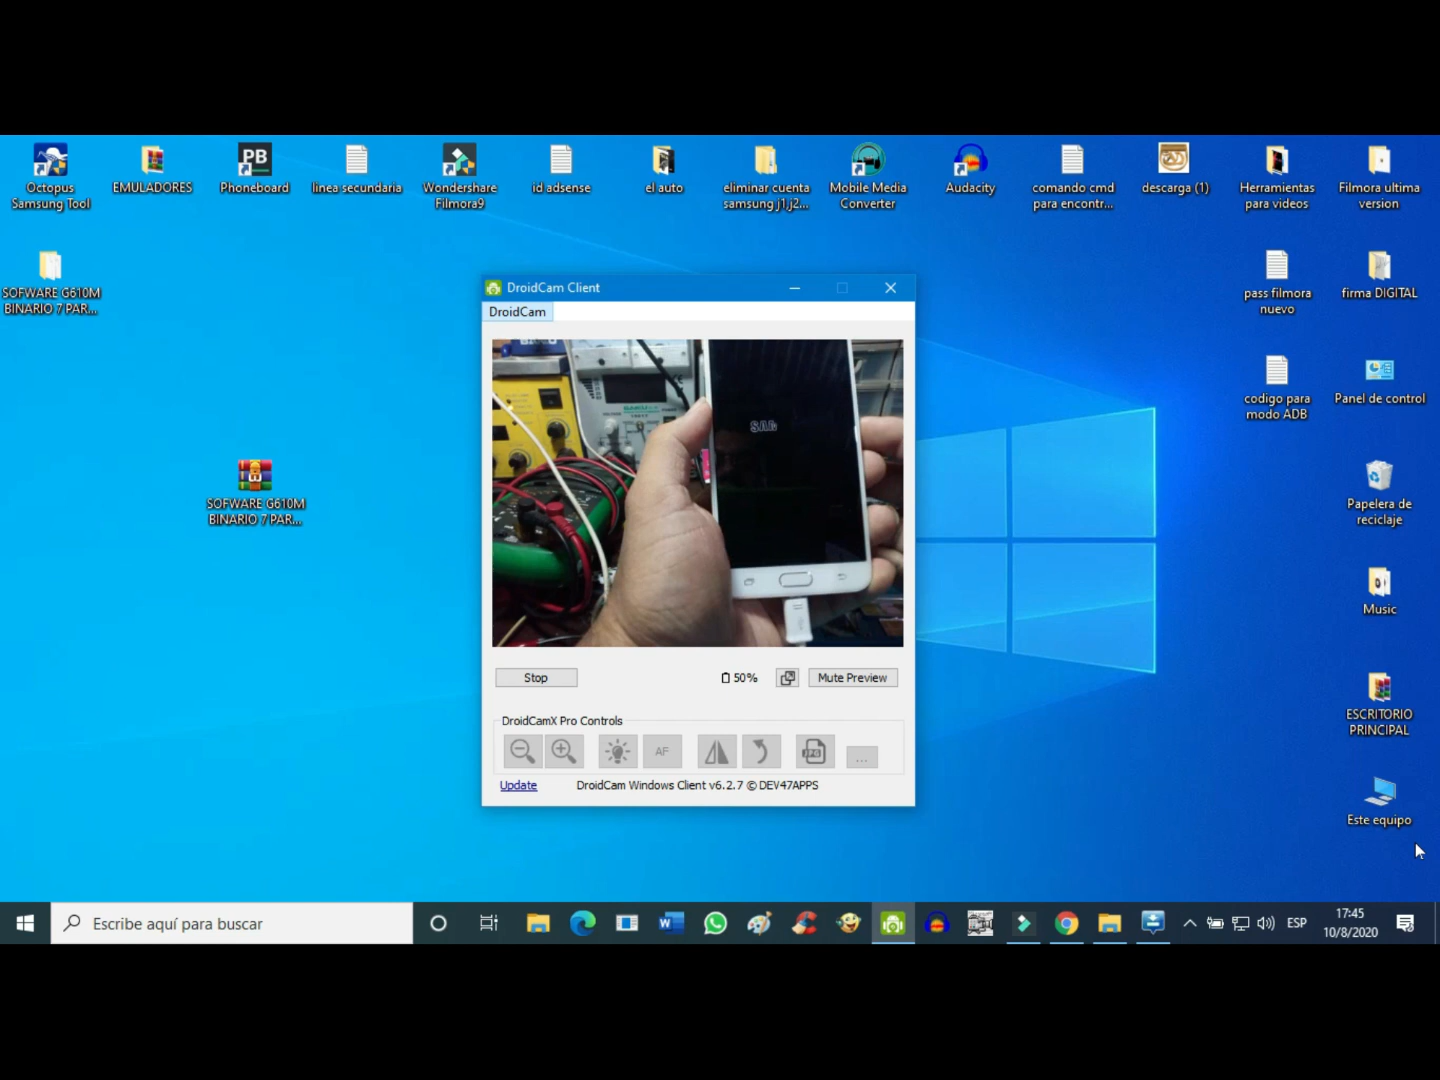 Octopus
Samsung Tool
EMULADORES
PB
Phoneboard
linea secundaria
Wondershare
Filmora9
id adsense
el auto
eliminar cuenta
samsung j1,j2...
Mobile Media
Converter
Audacity
comando cmd
para encontr...
descarga (1)
Herramientas
para videos
Filmora ultima
version
SOFWARE G610M
BINARIO 7 PAR...
pass filmora
nuevo
firma DIGITAL
codigo para
modo ADB
Panel de control
SOFWARE G610M
BINARIO 7 PAR...
Papelera de
reciclaje
Music
ESCRITORIO
PRINCIPAL
Este equipo
DroidCam Client
DroidCam
SAM
Stop
50%
Mute Preview
DroidCamX Pro Controls
AF
JPG
...
Update
DroidCam Windows Client v6.2.7 © DEV47APPS
Escribe aquí para buscar
ESP
17:45
10/8/2020